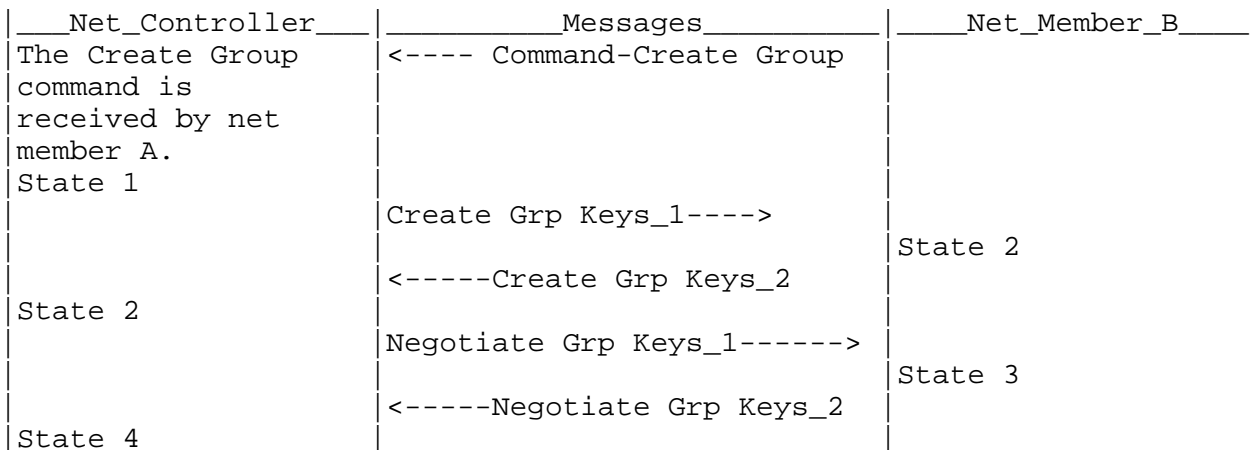 |___Net_Controller___|___________Messages___________|____Net_Member_B____
|The Create Group    |<---- Command-Create Group    |
|command is          |                              |
|received by net     |                              |
|member A.           |                              |
|State 1             |                              |
|                    |Create Grp Keys_1---->        |
|                    |                              |State 2
|                    |<-----Create Grp Keys_2       |
|State 2             |                              |
|                    |Negotiate Grp Keys_1------>   |
|                    |                              |State 3
|                    |<-----Negotiate Grp Keys_2    |
|State 4             |                              |